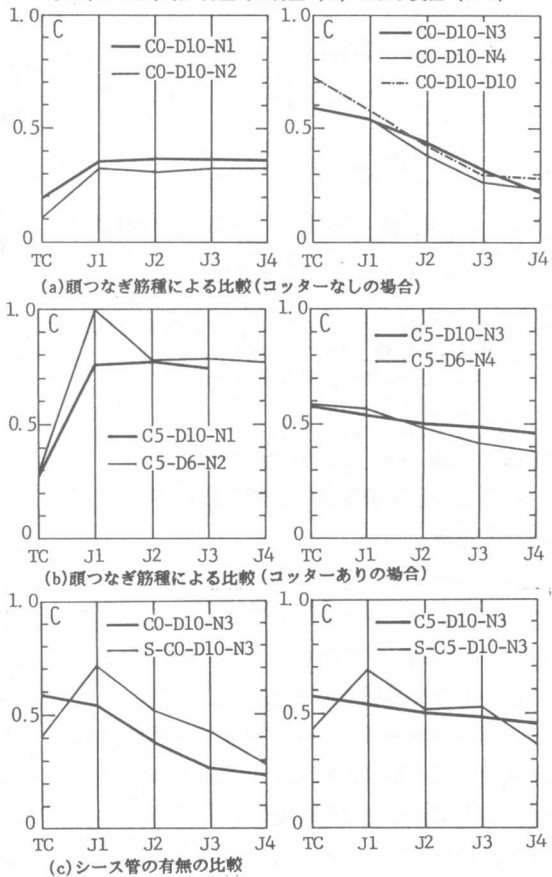 1.0 C
C0-D10-N1
C0-D10-N2
0.5
0
TC J1 J2 J3 J4
1.0 C
C0-D10-N3
C0-D10-N4
C0-D10-D10
0.5
0
TC J1 J2 J3 J4
(a)頭つなぎ筋種による比較(コッターなしの場合)
1.0 C
0.5
C5-D10-N1
C5-D6-N2
0
TC J1 J2 J3 J4
1.0 C
C5-D10-N3
C5-D6-N4
0.5
0
TC J1 J2 J3 J4
(b)頭つなぎ筋種による比較(コッターありの場合)
1.0 C
C0-D10-N3
S-C0-D10-N3
0.5
0
TC J1 J2 J3 J4
1.0 C
C5-D10-N3
S-C5-D10-N3
0.5
0
TC J1 J2 J3 J4
(c)シース管の有無の比較